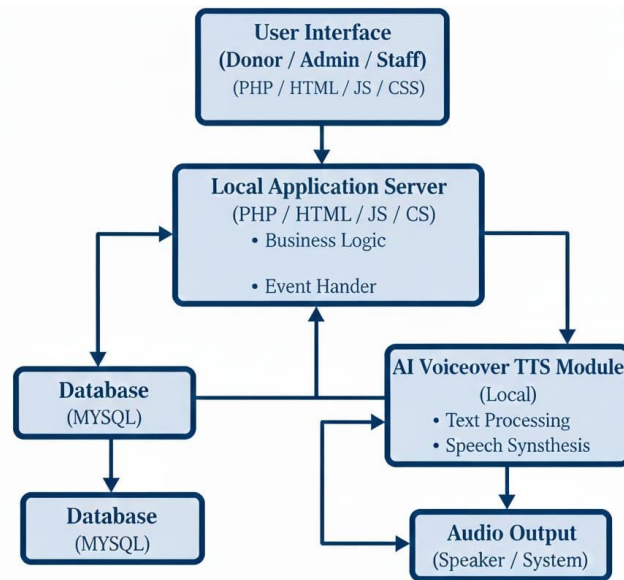 User Interface
(Donor / Admin / Staff)
(PHP / HTML / JS / CSS)
Local Application Server
(PHP / HTML / JS / CS)
• Business Logic
• Event Hander
Database
(MYSQL)
AI Voiceover TTS Module
(Local)
• Text Processing
• Speech Synsthesis
Database
(MYSQL)
Audio Output
(Speaker / System)